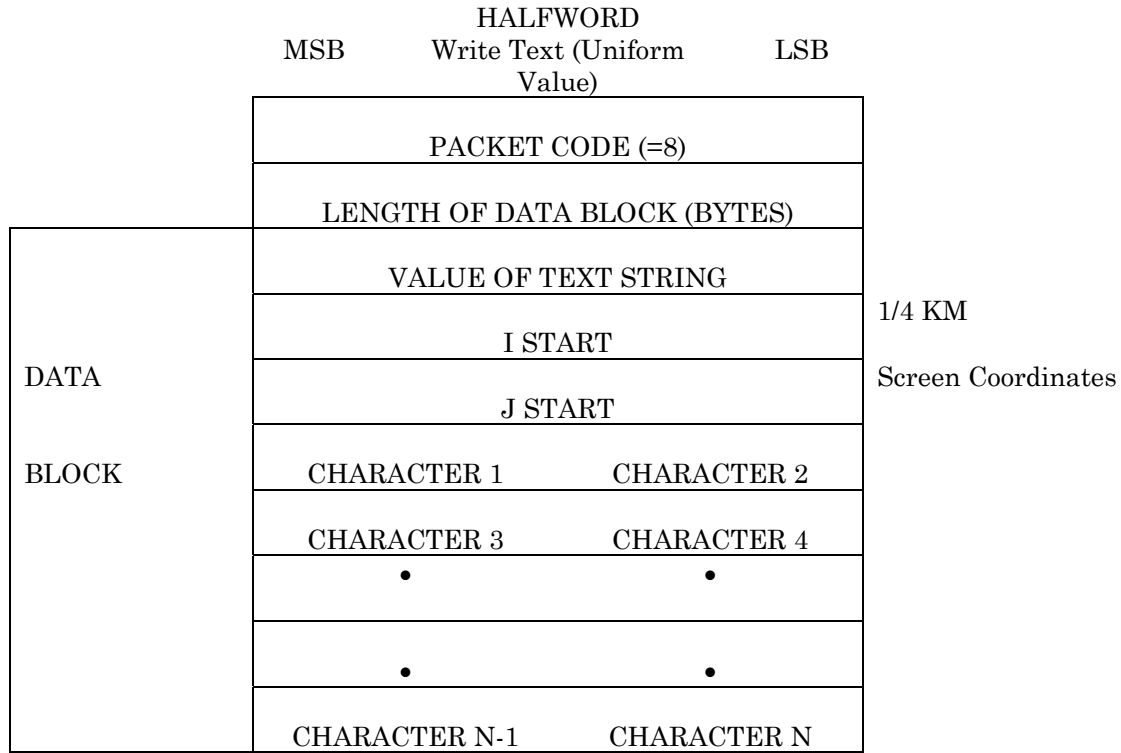 HALFWORD
MSB Write Text (Uniform LSB
Value)
PACKET CODE (=8)
LENGTH OF DATA BLOCK (BYTES)
VALUE OF TEXT STRING
1/4 KM
I START
DATA Screen Coordinates
J START
BLOCK CHARACTER 1 CHARACTER 2
CHARACTER 3 CHARACTER 4
• •
• •
CHARACTER N-1 CHARACTER N